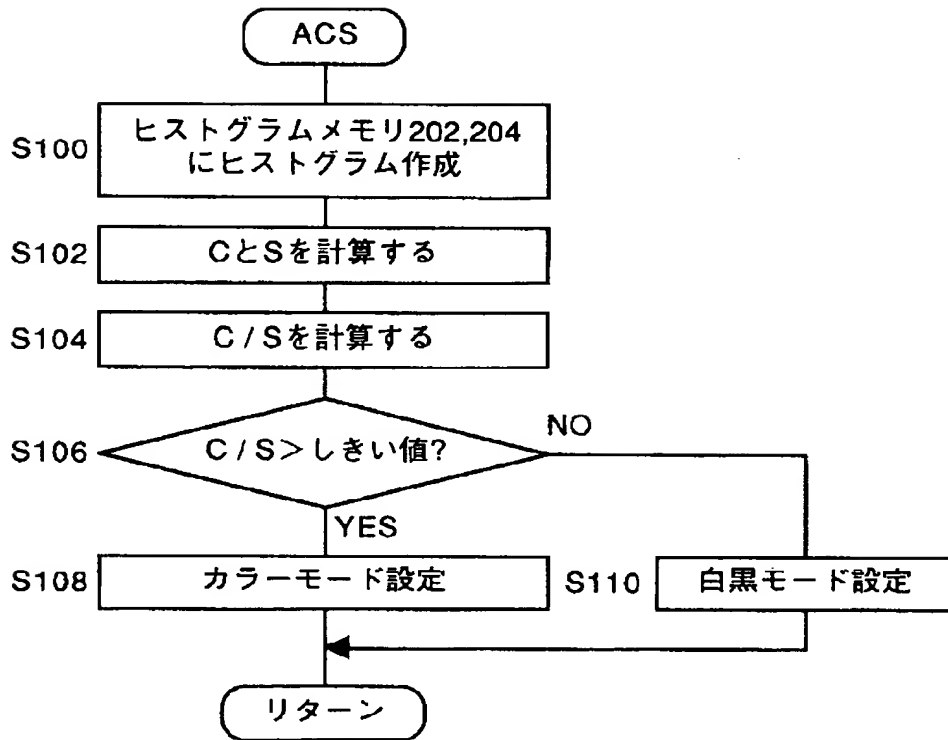 ACS
S100
ヒストグラムメモリ202,204
にヒストグラム作成
S102
CとSを計算する
S104
C/Sを計算する
S106
C/S>しきい値?
NO
YES
S108
カラーモード設定
S110
白黒モード設定
リターン